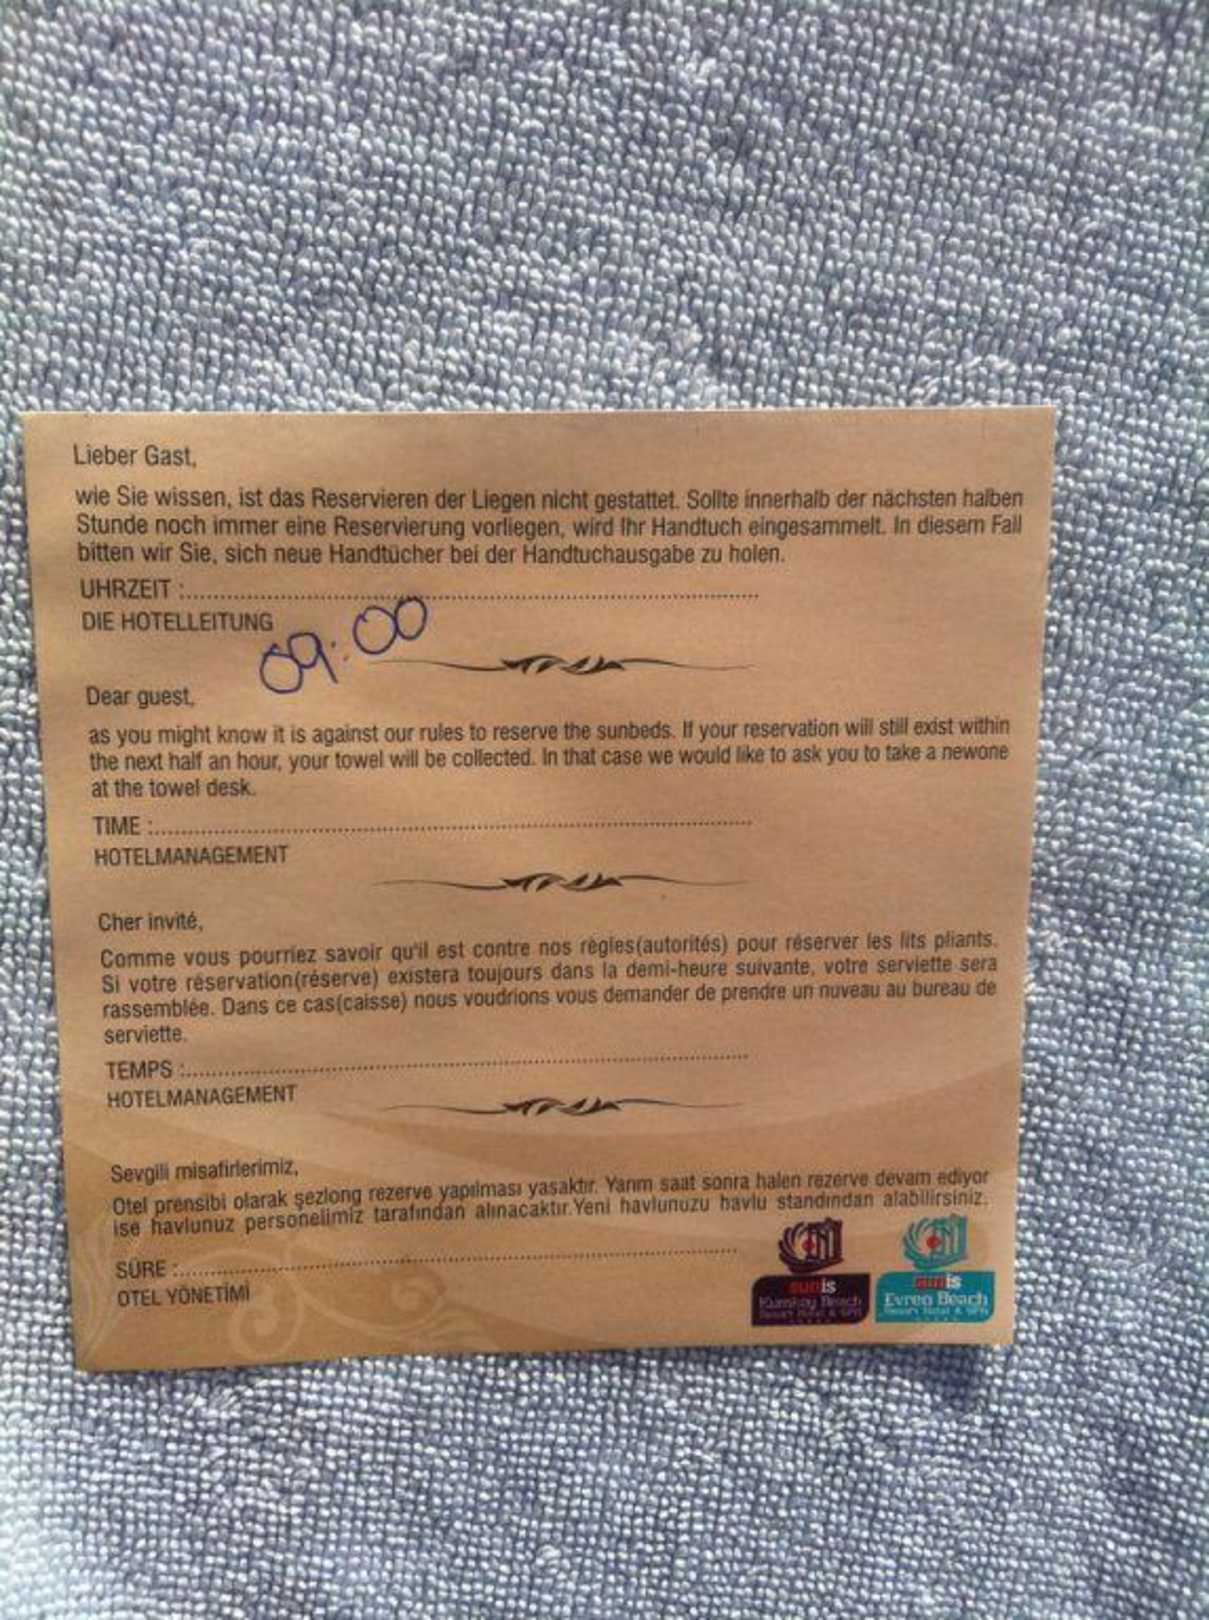 Lieber Gast,
wie Sie wissen, ist das Reservieren der Liegen nicht gestattet. Sollte innerhalb der nächsten halben
Stunde noch immer eine Reservierung vorliegen, wird Ihr Handtuch eingesammelt. In diesem Fall
bitten wir Sie, sich neue Handtücher bei der Handtuchausgabe zu holen.
UHRZEIT :............................................................
DIE HOTELLEITUNG
09:00
Dear guest,
as you might know it is against our rules to reserve the sunbeds. If your reservation will still exist within
the next half an hour, your towel will be collected. In that case we would like to ask you to take a newone
at the towel desk.
TIME :............................................................
HOTELMANAGEMENT
Cher invité,
Comme vous pourriez savoir qu'il est contre nos règles(autorités) pour réserver les lits pliants.
Si votre réservation(réserve) existera toujours dans la demi-heure suivante, votre serviette sera
rassemblée. Dans ce cas(caisse) nous voudrions vous demander de prendre un nuveau au bureau de
serviette.
TEMPS :............................................................
HOTELMANAGEMENT
Sevgili misafirlerimiz,
Otel prensibi olarak şezlong rezerve yapılması yasaktır. Yarım saat sonra halen rezerve devam ediyor
ise havlunuz personelimiz tarafından alınacaktır.Yeni havlunuzu havlu standından alabilirsiniz.
SÜRE :............................................................
OTEL YÖNETİMİ
sunis
Kumköy Beach
Resort Hotel & SPA
sunis
Evren Beach
Resort Hotel & SPA